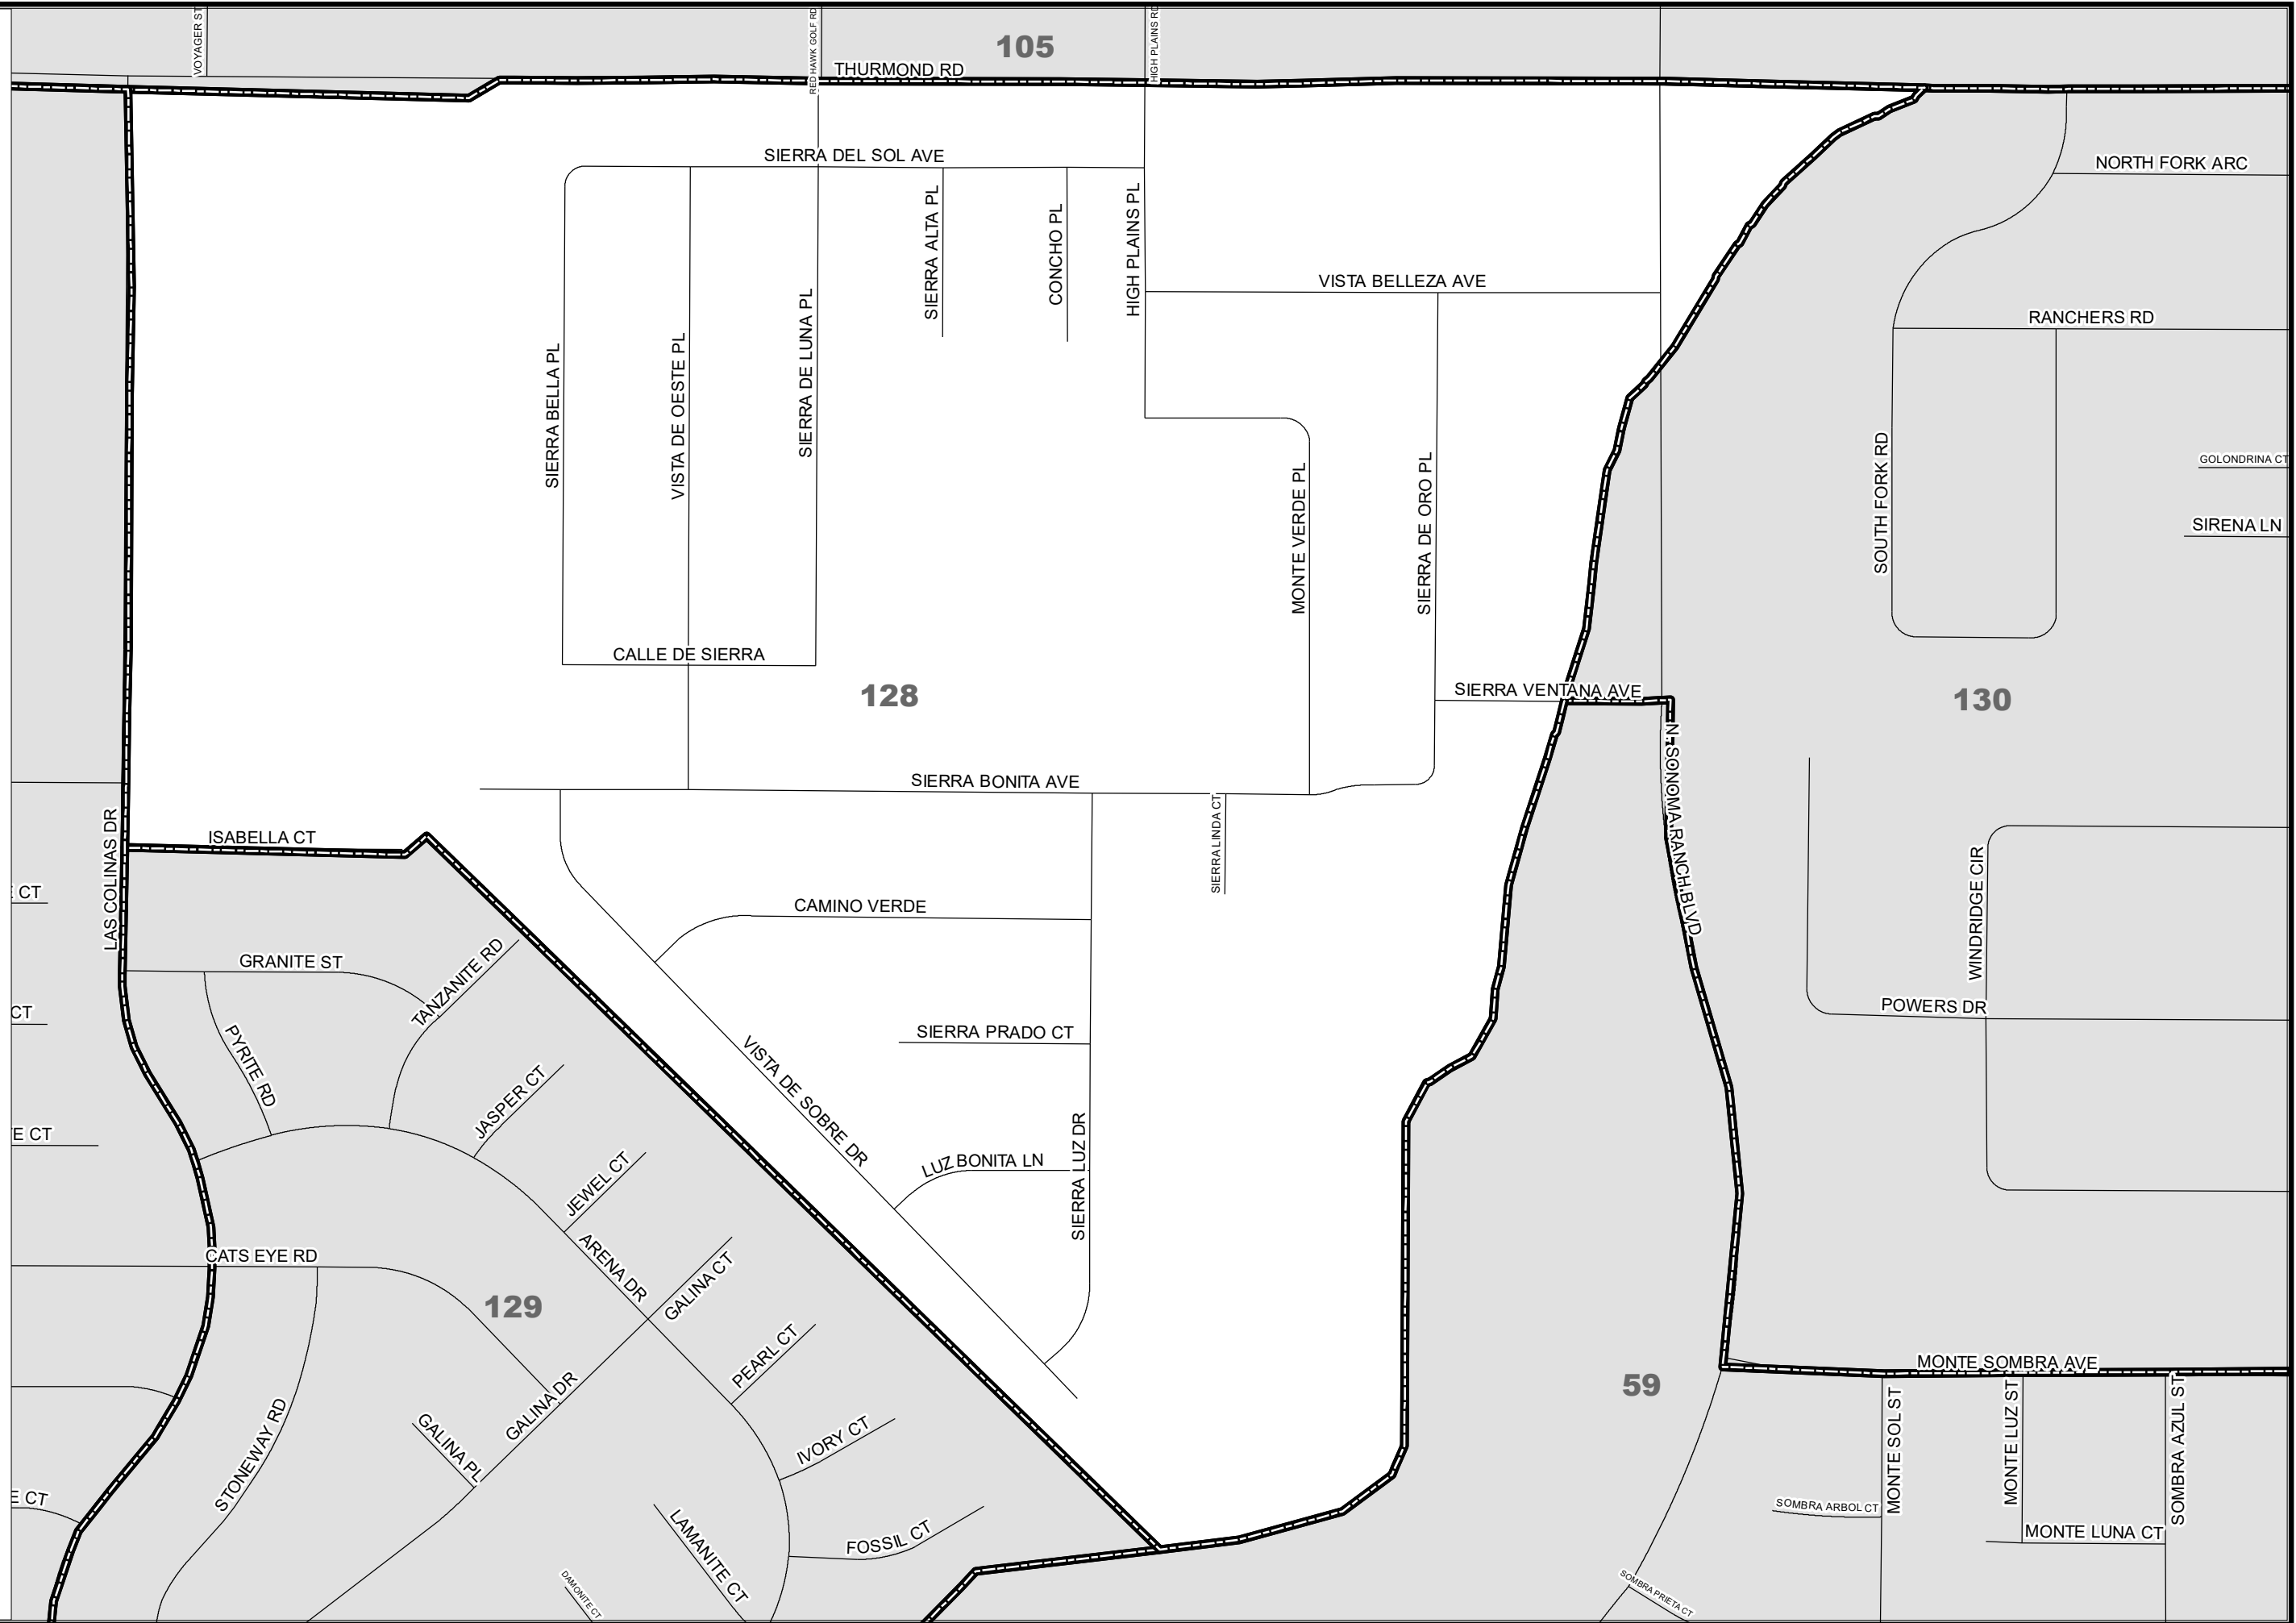 VOYAGER ST
RED HAWK GOLF RD
105
HIGH PLAINS RD
THURMOND RD
SIERRA DEL SOL AVE
NORTH FORK ARC
SIERRA ALTA PL
CONCHO PL
HIGH PLAINS PL
VISTA BELLEZA AVE
RANCHERS RD
SIERRA BELLA PL
VISTA DE OESTE PL
SIERRA DE LUNA PL
MONTE VERDE PL
SIERRA DE ORO PL
SOUTH FORK RD
GOLONDRINA CT
SIRENA LN
CALLE DE SIERRA
128
SIERRA VENTANA AVE
130
SIERRA BONITA AVE
N. SONOMA RANCH BLVD
LAS COLINAS DR
ISABELLA CT
SIERRA LINDA CT
E CT
CAMINO VERDE
WINDRIDGE CIR
GRANITE ST
TANZANITE RD
CT
POWERS DR
PYRITE RD
SIERRA PRADO CT
JASPER CT
VISTA DE SOBRE DR
E CT
SIERRA LUZ DR
LUZ BONITA LN
JEWEL CT
CATS EYE RD
ARENA DR
GALINA CT
129
PEARL CT
59
MONTE SOMBRA AVE
STONEWAY RD
GALINA PL
GALINA DR
IVORY CT
MONTE SOL ST
MONTE LUZ ST
SOMBRA AZUL ST
E CT
SOMBRA ARBOL CT
LAMANITE CT
FOSSIL CT
MONTE LUNA CT
DAMONITE CT
SOMBRA PRIETA CT